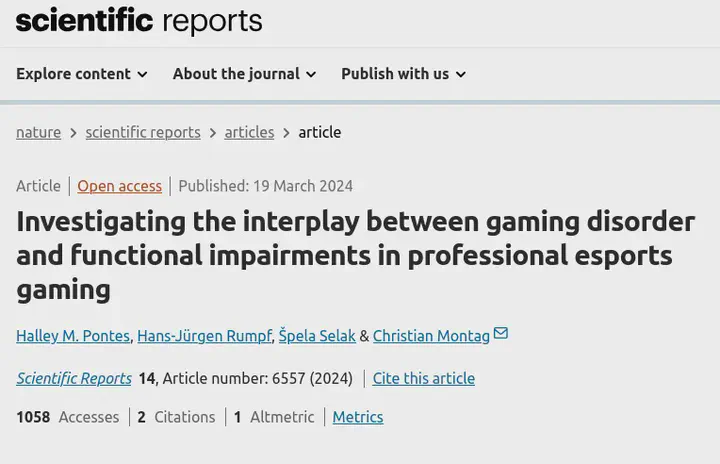 scientific reports
Explore content About the journal Publish with us
nature > scientific reports > articles > article
Article | Open access | Published: 19 March 2024
Investigating the interplay between gaming disorder
and functional impairments in professional esports
gaming
Halley M. Pontes, Hans-Jürgen Rumpf, Špela Selak & Christian Montag
Scientific Reports 14, Article number: 6557 (2024) | Cite this article
1058 Accesses | 2 Citations | 1 Altmetric | Metrics